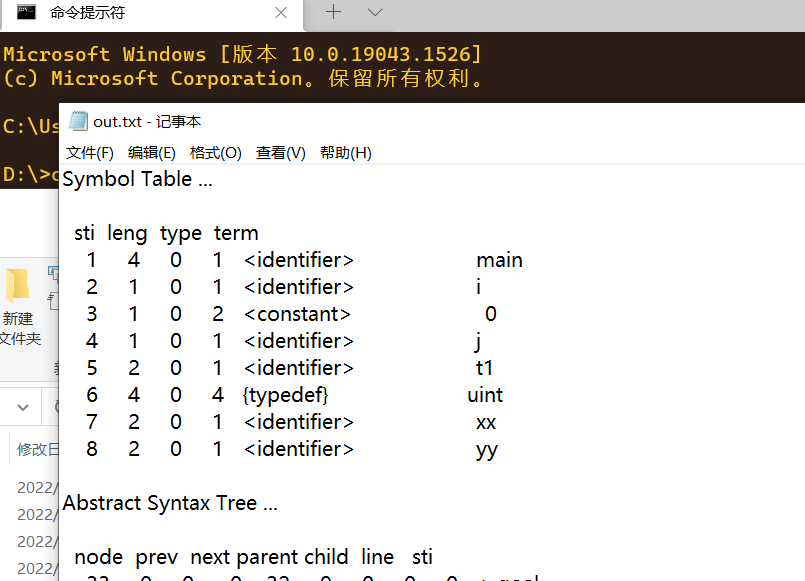 命令提示符
Microsoft Windows [版本 10.0.19043.1526]
(c) Microsoft Corporation。保留所有权利。
C:\Us
D:\>c
out.txt - 记事本
文件(F) 编辑(E) 格式(O) 查看(V) 帮助(H)
Symbol Table ...
sti leng type term
1 4 0 1 <identifier> main
2 1 0 1 <identifier> i
3 1 0 2 <constant> 0
4 1 0 1 <identifier> j
5 2 0 1 <identifier> t1
6 4 0 4 {typedef} uint
7 2 0 1 <identifier> xx
8 2 0 1 <identifier> yy
Abstract Syntax Tree ...
node prev next parent child line sti
新建
文件夹
修改日
2022/
2022/
2022/
2022/